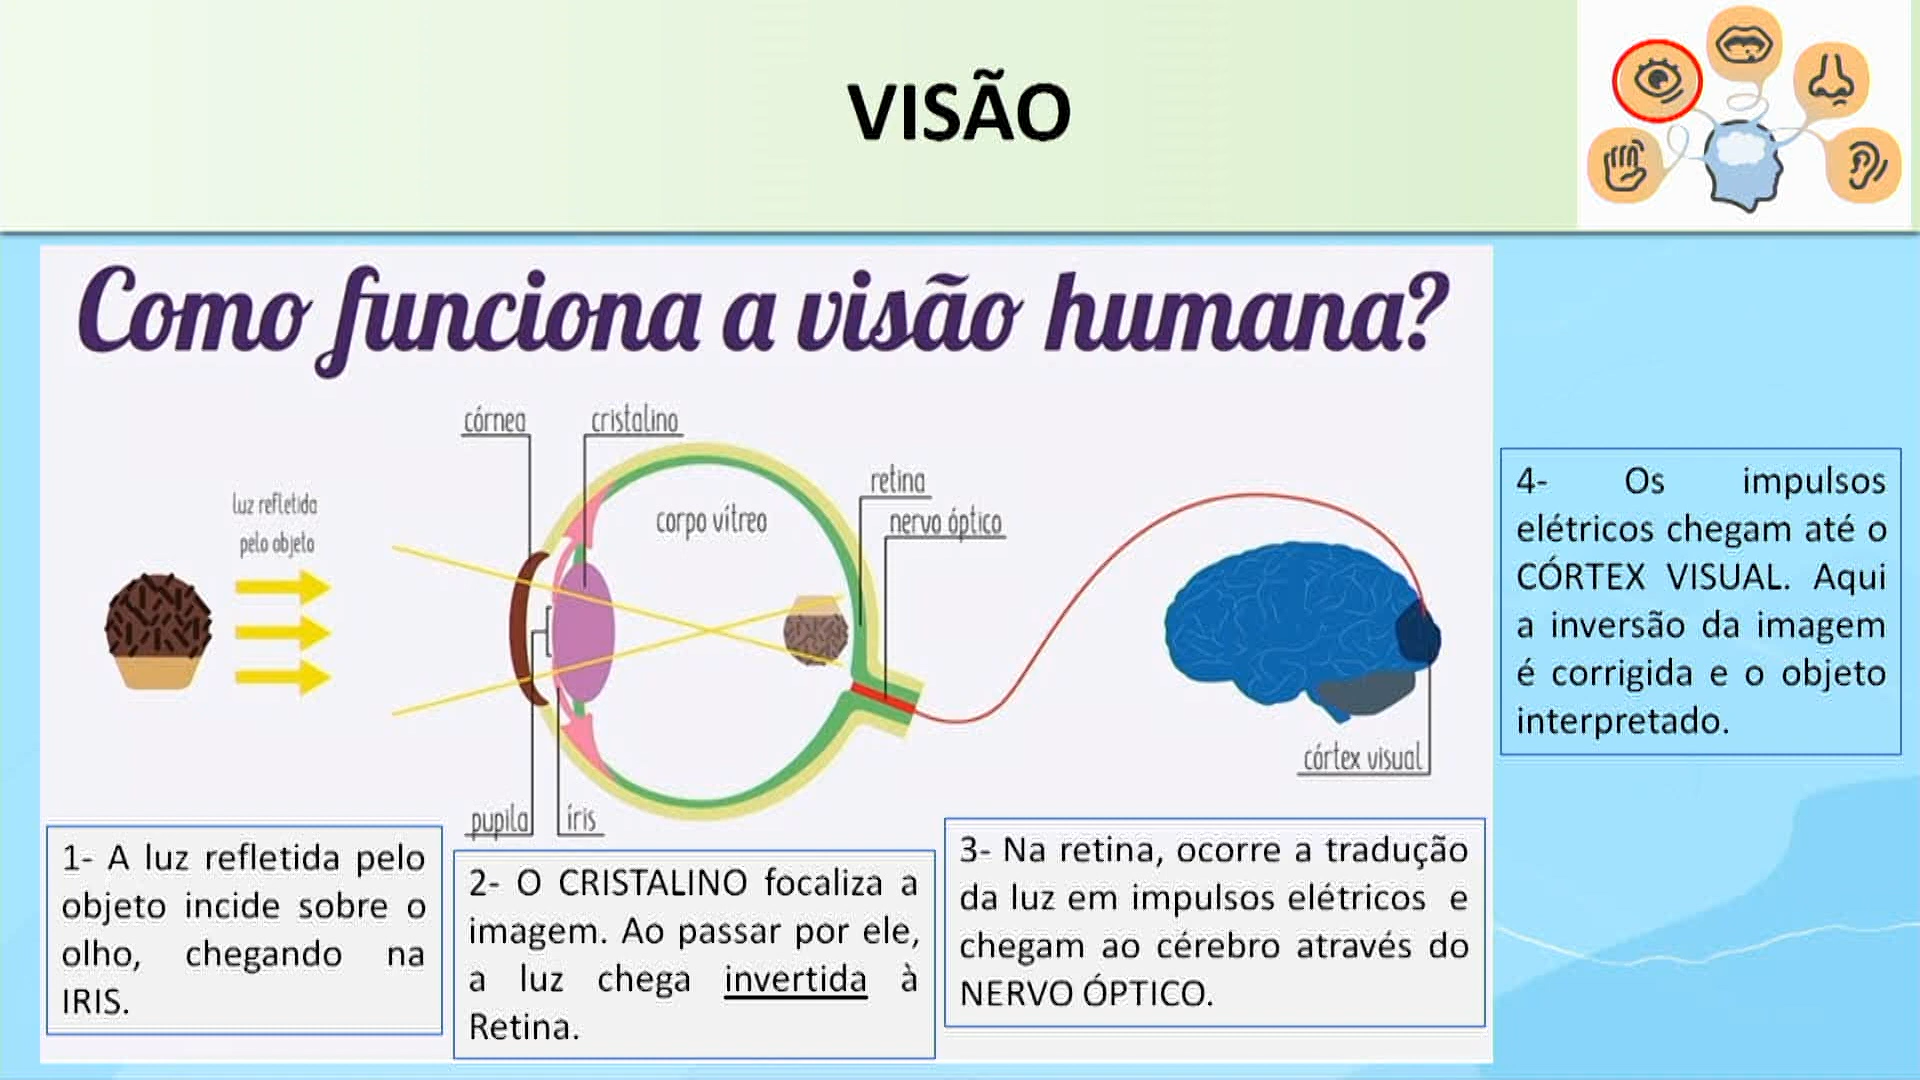 VISÃO
Como funciona a visão humana?
córnea
cristalino
retina
nervo óptico
luz refletida
pelo objeto
corpo vítreo
córtex visual
pupila
íris
1- A luz refletida pelo
objeto incide sobre o
olho, chegando na
IRIS.
2- O CRISTALINO focaliza a
imagem. Ao passar por ele,
a luz chega invertida à
Retina.
3- Na retina, ocorre a tradução
da luz em impulsos elétricos e
chegam ao cérebro através do
NERVO ÓPTICO.
4- Os impulsos
elétricos chegam até o
CÓRTEX VISUAL. Aqui
a inversão da imagem
é corrigida e o objeto
interpretado.